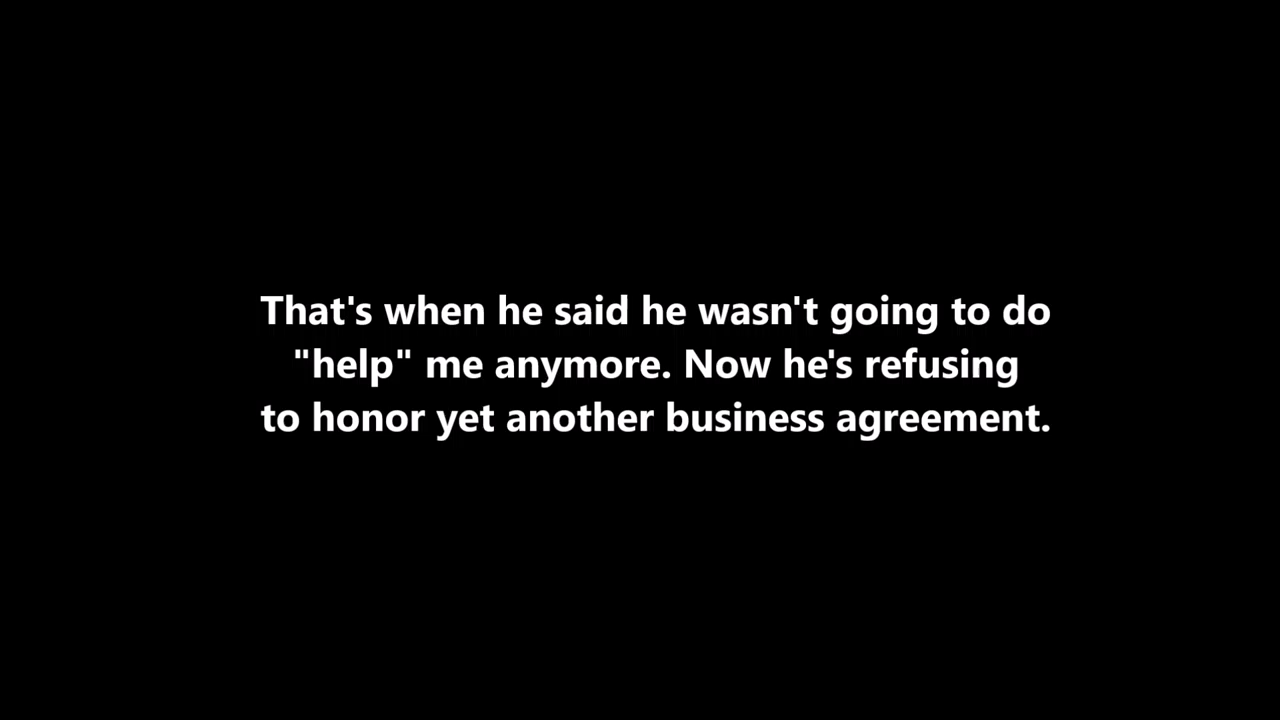 That's when he said he wasn't going to do
"help" me anymore. Now he's refusing
to honor yet another business agreement.